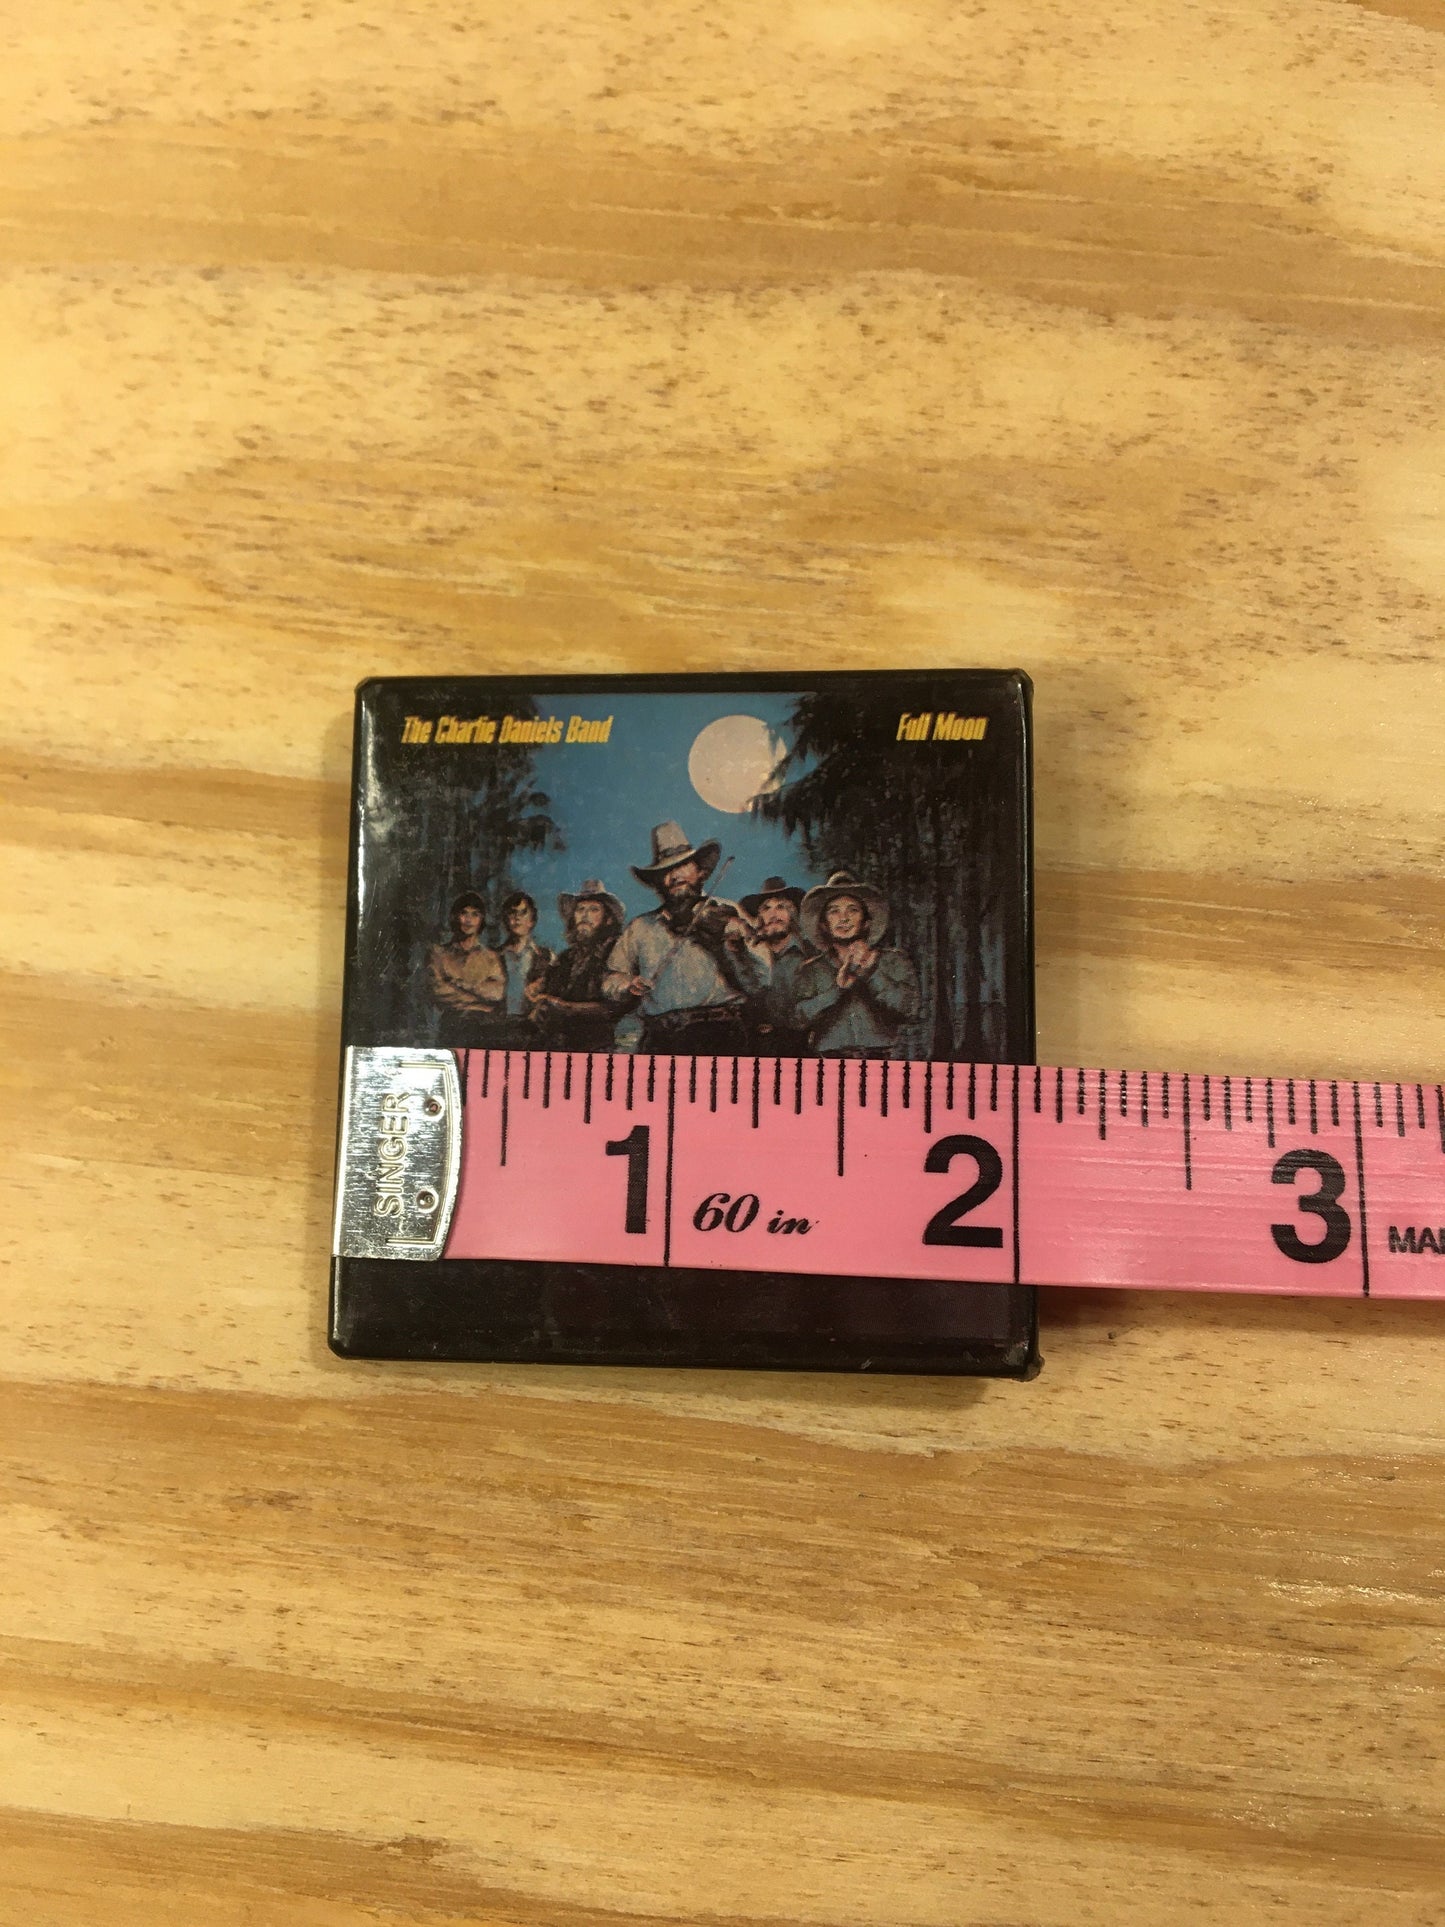 The Charlie Daniels Band Full Moon
SINGER 1 60 in 2 3 MA